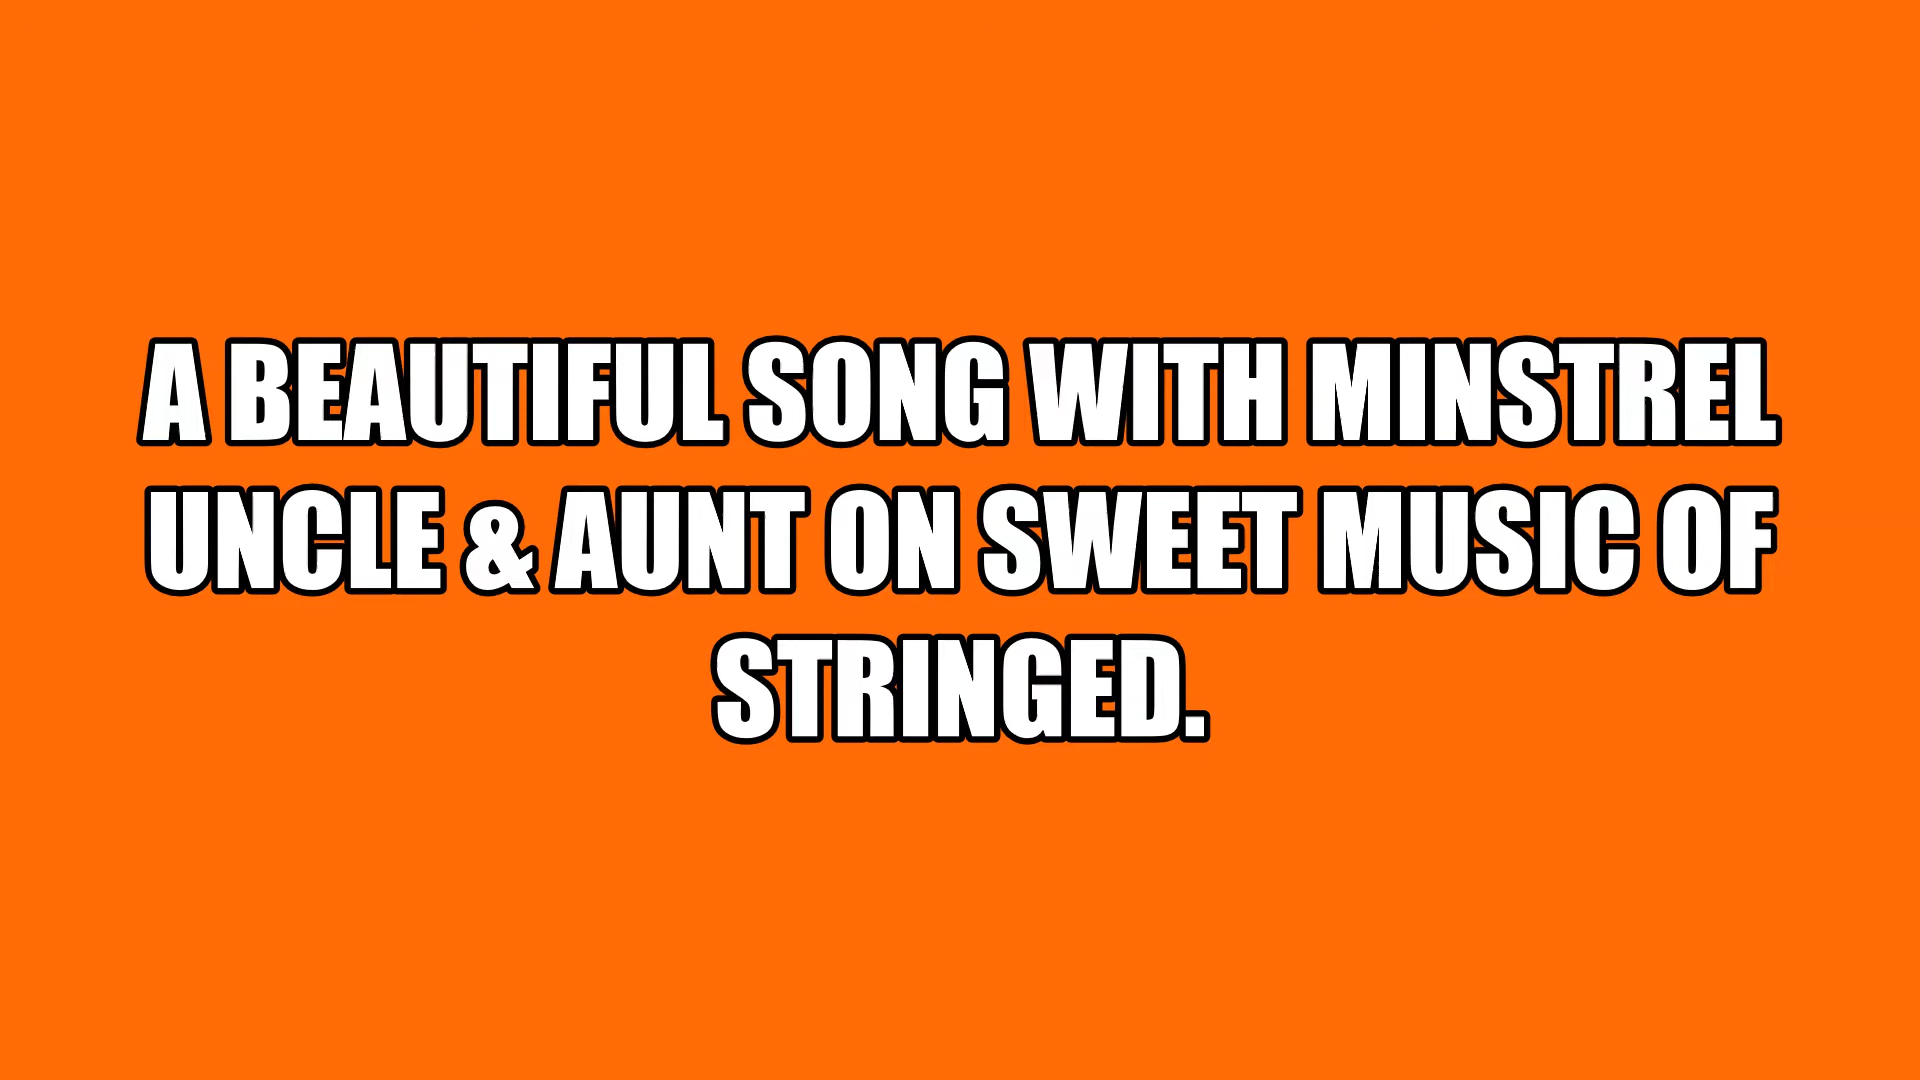 A BEAUTIFUL SONG WITH MINSTREL
UNCLE & AUNT ON SWEET MUSIC OF
STRINGED.